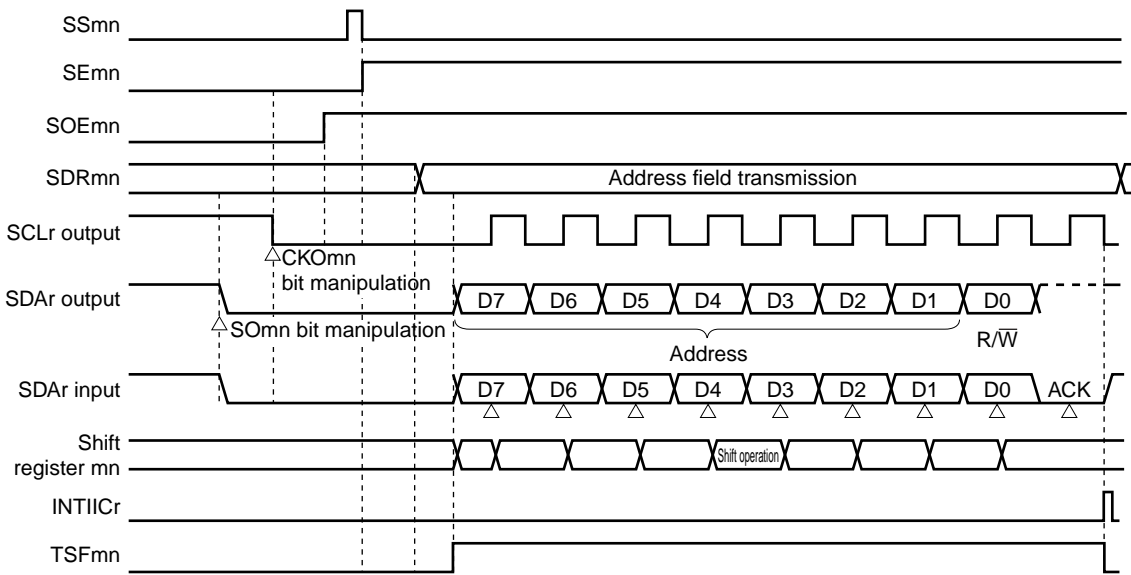 SSmn
SEmn
SOEmn
SDRmn
Address field transmission
SCLr output
CKOmn
bit manipulation
SDAr output
D7 D6 D5 D4 D3 D2 D1 D0
SOmn bit manipulation
R/W̅
Address
SDAr input
D7 D6 D5 D4 D3 D2 D1 D0 ACK
Shift
register mn
Shift operation
INTIICr
TSFmn